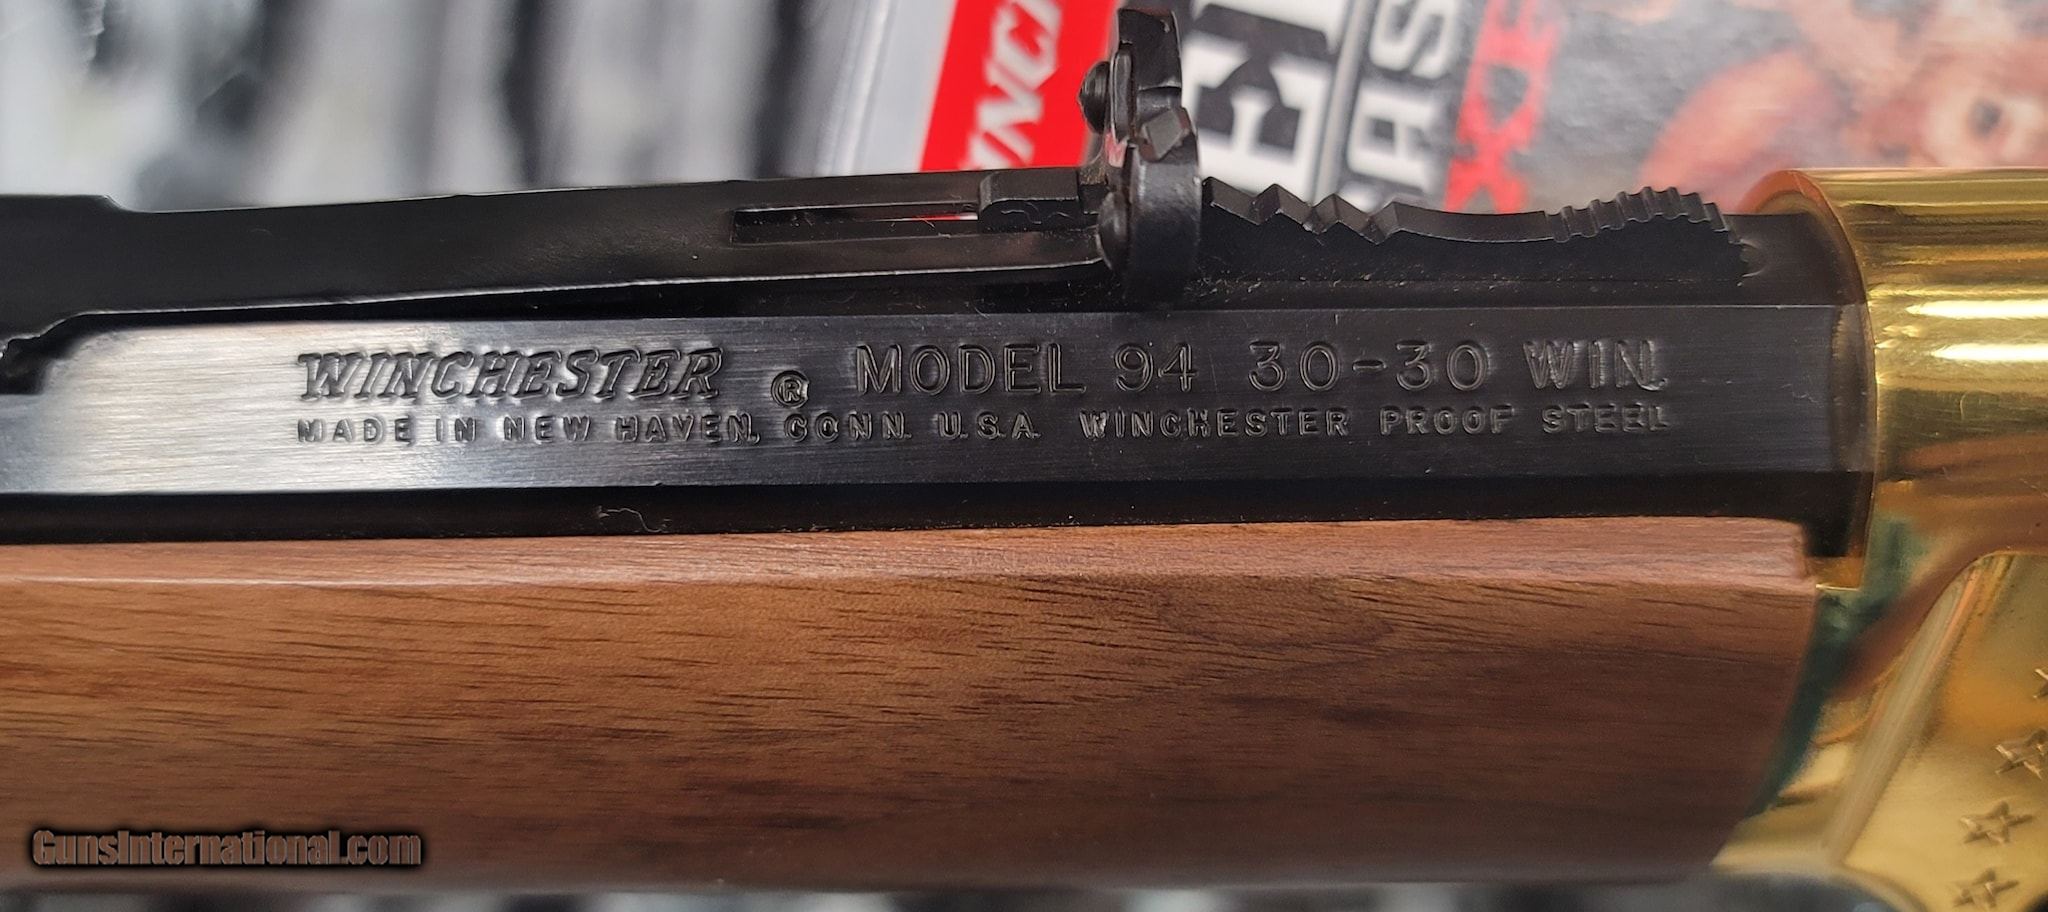 WINCHESTER ® MODEL 94 30-30 WIN.
MADE IN NEW HAVEN, CONN. U.S.A. WINCHESTER PROOF STEEL
GunsInternational.com